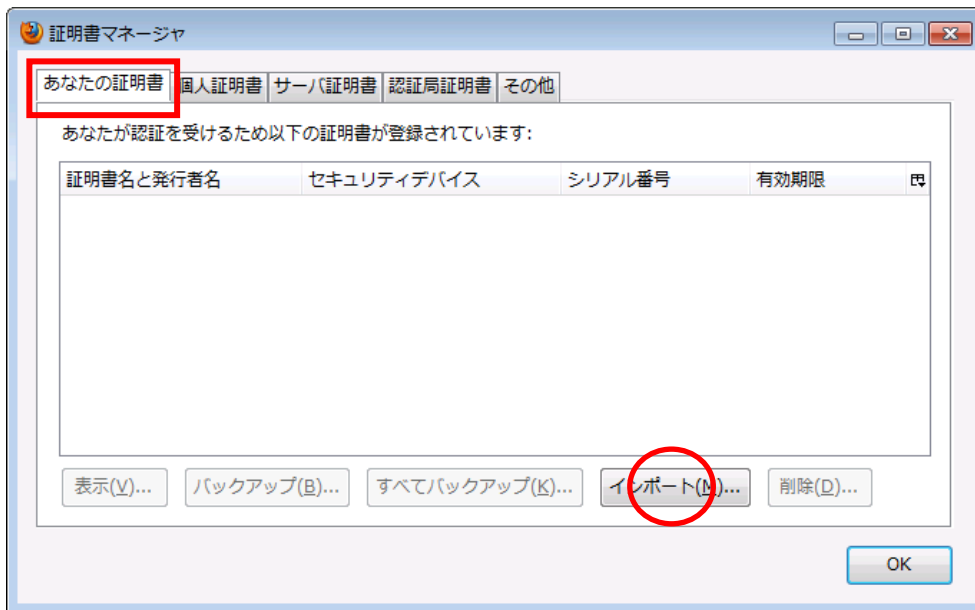 証明書マネージャ
あなたの証明書 個人証明書 サーバ証明書 認証局証明書 その他
あなたが認証を受けるため以下の証明書が登録されています:
証明書名と発行者名 セキュリティデバイス シリアル番号 有効期限
表示(V)... バックアップ(B)... すべてバックアップ(K)... インポート(M)... 削除(D)...
OK